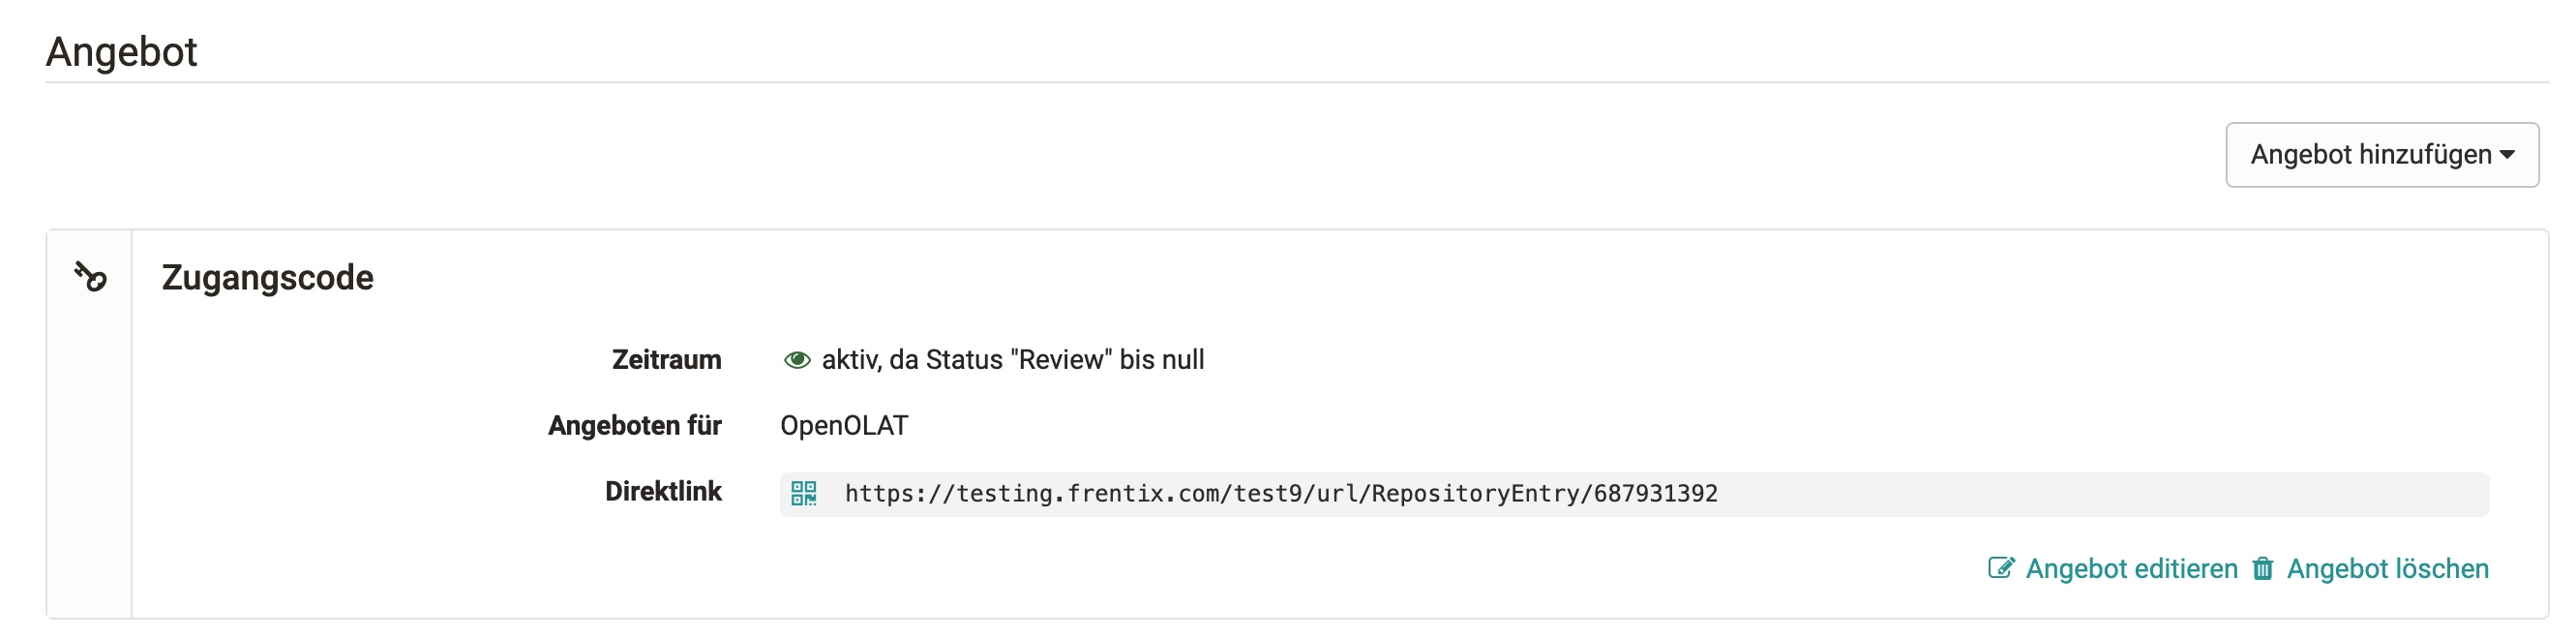 Angebot
Angebot hinzufügen
Zugangscode
Zeitraum aktiv, da Status "Review" bis null
Angeboten für OpenOLAT
Direktlink https://testing.frentix.com/test9/url/RepositoryEntry/687931392
Angebot editieren Angebot löschen